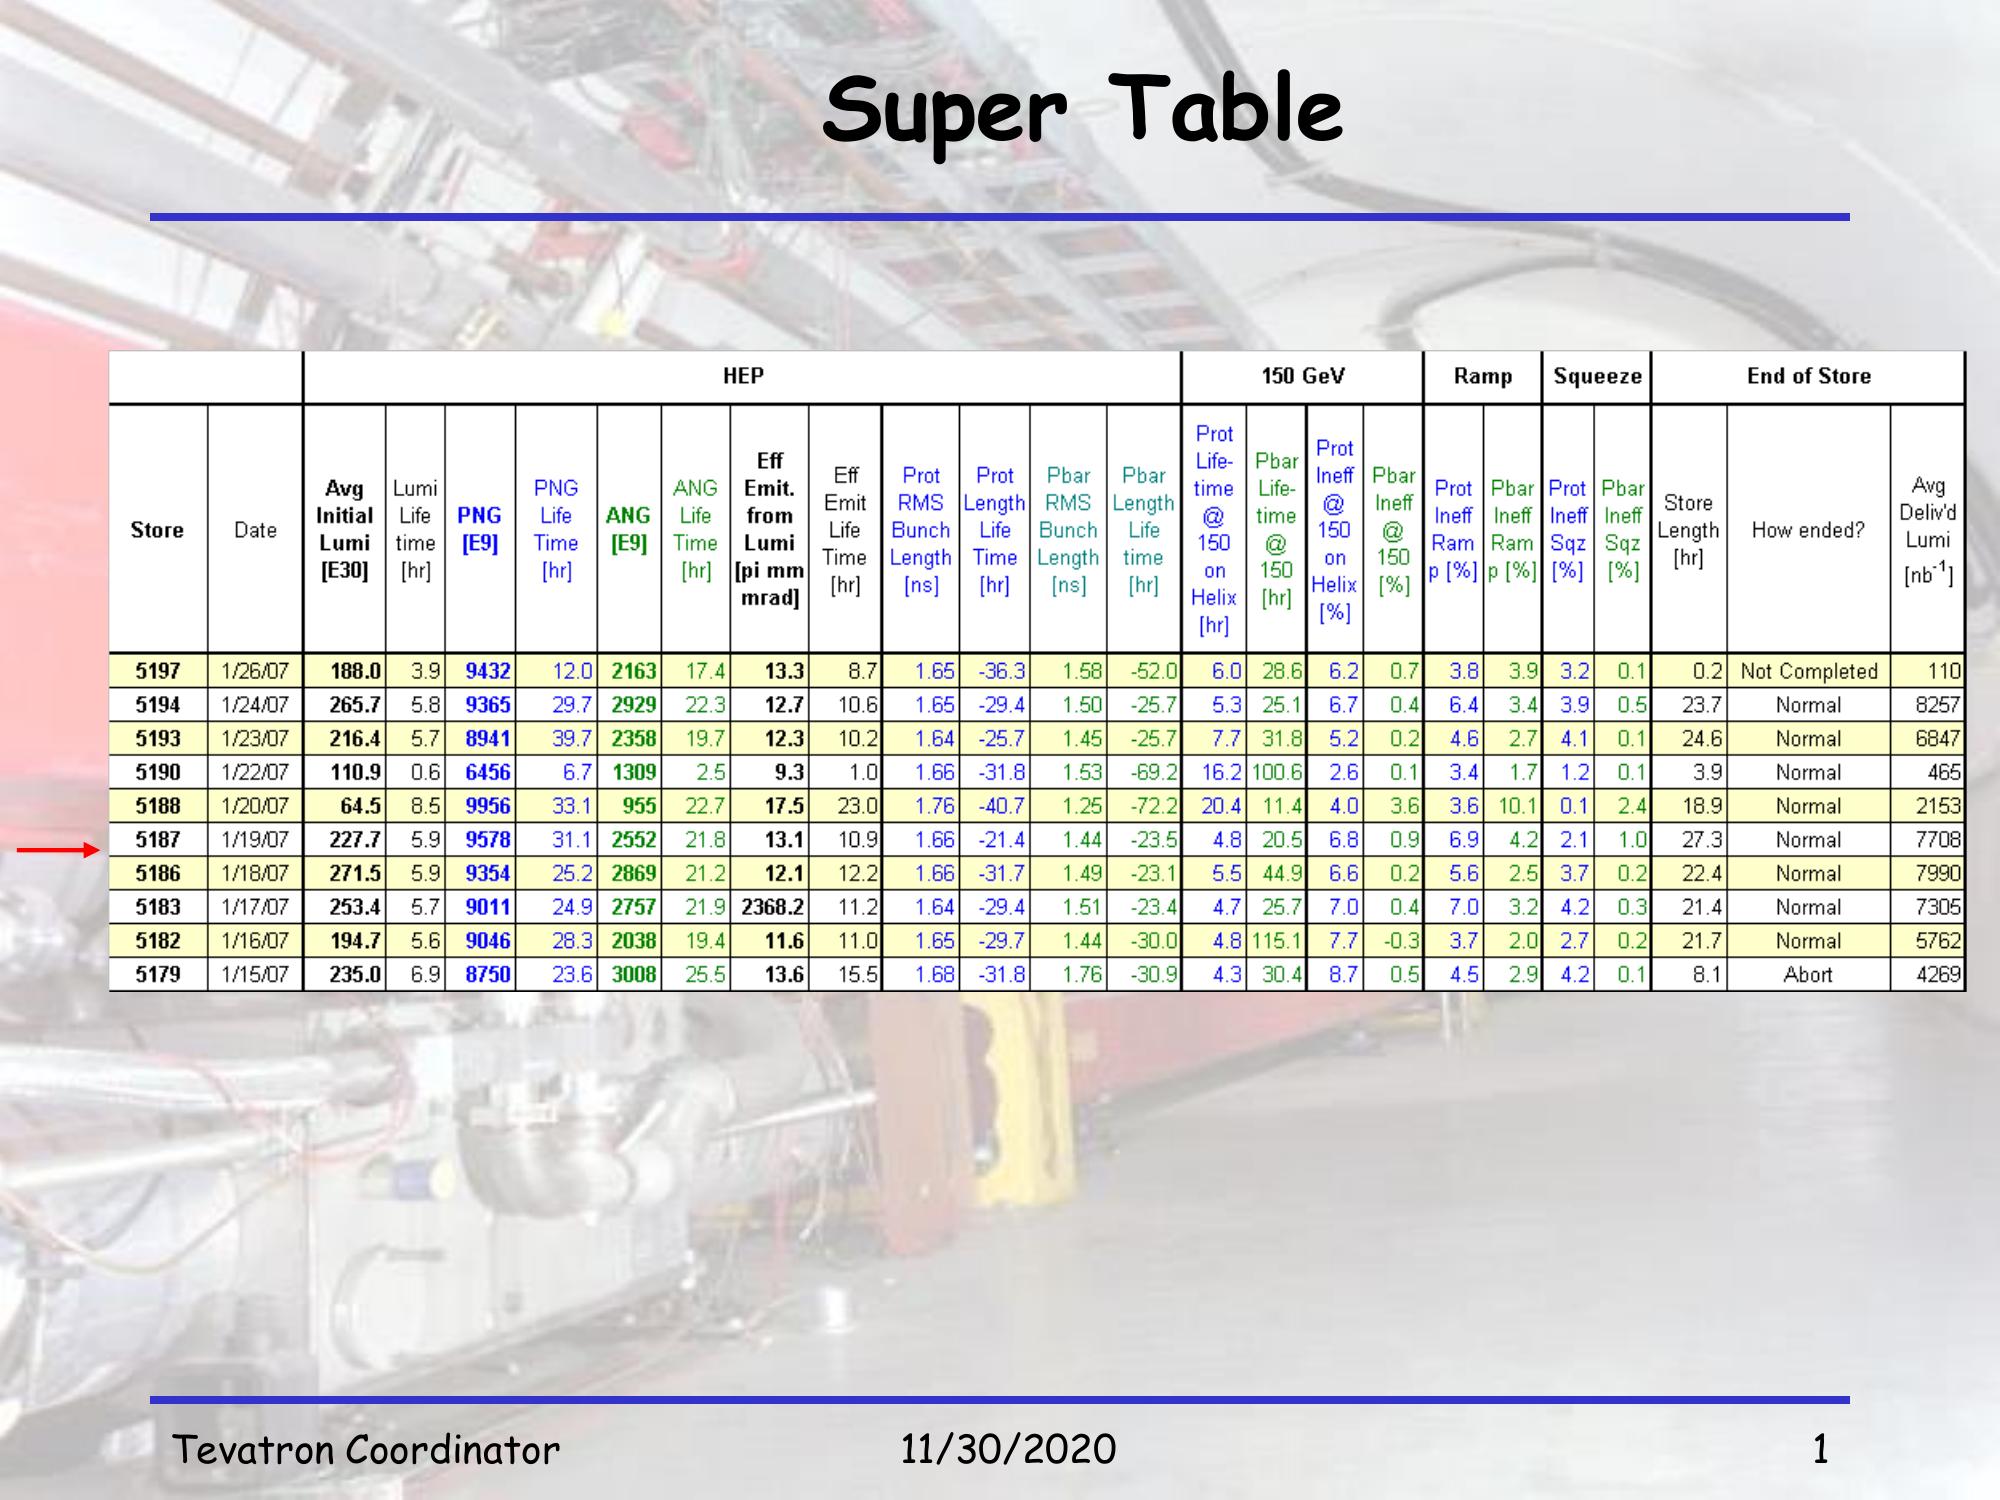 Super Table
HEP 150 GeV Ramp Squeeze End of Store
Store Date Avg Initial Lumi [E30] Lumi Life time [hr] PNG [E9] PNG Life Time [hr] ANG [E9] ANG Life Time [hr] Eff Emit. from Lumi [pi mm mrad] Eff Emit Life Time [hr] Prot RMS Bunch Length [ns] Prot Length Life Time [hr] Pbar RMS Bunch Length [ns] Pbar Length Life time [hr] Prot Life-time @ 150 on Helix [hr] Pbar Life-time @ 150 [hr] Prot Ineff @ 150 on Helix [%] Pbar Ineff @ 150 [%] Prot Ineff Ramp [%] Pbar Ineff Ramp [%] Prot Ineff Sqz [%] Pbar Ineff Sqz [%] Store Length [hr] How ended? Avg Deliv'd Lumi [nb-1]
5197 1/26/07 188.0 3.9 9432 12.0 2163 17.4 13.3 8.7 1.65 -36.3 1.58 -52.0 6.0 28.6 6.2 0.7 3.8 3.9 3.2 0.1 0.2 Not Completed 110
5194 1/24/07 265.7 5.8 9365 29.7 2929 22.3 12.7 10.6 1.65 -29.4 1.50 -25.7 5.3 25.1 6.7 0.4 6.4 3.4 3.9 0.5 23.7 Normal 8257
5193 1/23/07 216.4 5.7 8941 39.7 2358 19.7 12.3 10.2 1.64 -25.7 1.45 -25.7 7.7 31.8 5.2 0.2 4.6 2.7 4.1 0.1 24.6 Normal 6847
5190 1/22/07 110.9 0.6 6456 6.7 1309 2.5 9.3 1.0 1.66 -31.8 1.53 -69.2 16.2 100.6 2.6 0.1 3.4 1.7 1.2 0.1 3.9 Normal 465
5188 1/20/07 64.5 8.5 9956 33.1 955 22.7 17.5 23.0 1.76 -40.7 1.25 -72.2 20.4 11.4 4.0 3.6 3.6 10.1 0.1 2.4 18.9 Normal 2153
5187 1/19/07 227.7 5.9 9578 31.1 2552 21.8 13.1 10.9 1.66 -21.4 1.44 -23.5 4.8 20.5 6.8 0.9 6.9 4.2 2.1 1.0 27.3 Normal 7708
5186 1/18/07 271.5 5.9 9354 25.2 2869 21.2 12.1 12.2 1.66 -31.7 1.49 -23.1 5.5 44.9 6.6 0.2 5.6 2.5 3.7 0.2 22.4 Normal 7990
5183 1/17/07 253.4 5.7 9011 24.9 2757 21.9 2368.2 11.2 1.64 -29.4 1.51 -23.4 4.7 25.7 7.0 0.4 7.0 3.2 4.2 0.3 21.4 Normal 7305
5182 1/16/07 194.7 5.6 9046 28.3 2038 19.4 11.6 11.0 1.65 -29.7 1.44 -30.0 4.8 115.1 7.7 -0.3 3.7 2.0 2.7 0.2 21.7 Normal 5762
5179 1/15/07 235.0 6.9 8750 23.6 3008 25.5 13.6 15.5 1.68 -31.8 1.76 -30.9 4.3 30.4 8.7 0.5 4.5 2.9 4.2 0.1 8.1 Abort 4269
Tevatron Coordinator 11/30/2020 1